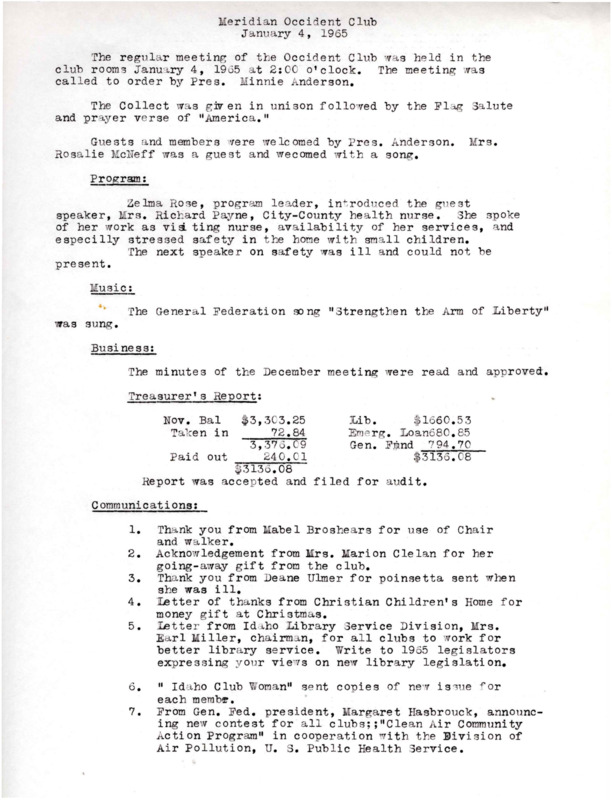 Meridian Occident Club
January 4, 1965
The regular meeting of the Occident Club was held in the
club rooms January 4, 1965 at 2:00 o'clock. The meeting was
called to order by Pres. Minnie Anderson.
The Collect was given in unison followed by the Flag Salute
and prayer verse of "America."
Guests and members were welcomed by Pres. Anderson. Mrs.
Rosalie McNeff was a guest and wecomed with a song.
Program:
Zelma Rose, program leader, introduced the guest
speaker, Mrs. Richard Payne, City-County health nurse. She spoke
of her work as visiting nurse, availability of her services, and
especilly stressed safety in the home with small children.
The next speaker on safety was ill and could not be
present.
Music:
The General Federation song "Strengthen the Arm of Liberty"
was sung.
Business:
The minutes of the December meeting were read and approved.
Treasurer's Report:
Nov. Bal $3,303.25 Lib. $1660.53
Taken in 72.84 Emerg. Loan680.85
3,376.09 Gen. Fund 794.70
Paid out 240.01 $3136.08
$3136.08
Report was accepted and filed for audit.
Communications:
1. Thank you from Mabel Broshears for use of Chair
and walker.
2. Acknowledgement from Mrs. Marion Clelan for her
going-away gift from the club.
3. Thank you from Deane Ulmer for poinsetta sent when
she was ill.
4. Letter of thanks from Christian Children's Home for
money gift at Christmas.
5. Letter from Idaho Library Service Division, Mrs.
Earl Miller, chairman, for all clubs to work for
better library service. Write to 1965 legislators
expressing your views on new library legislation.
6. " Idaho Club Woman" sent copies of new issue for
each membr.
7. From Gen. Fed. president, Margaret Hasbrouck, announc-
ing new contest for all clubs;;"Clean Air Community
Action Program" in cooperation with the Division of
Air Pollution, U. S. Public Health Service.